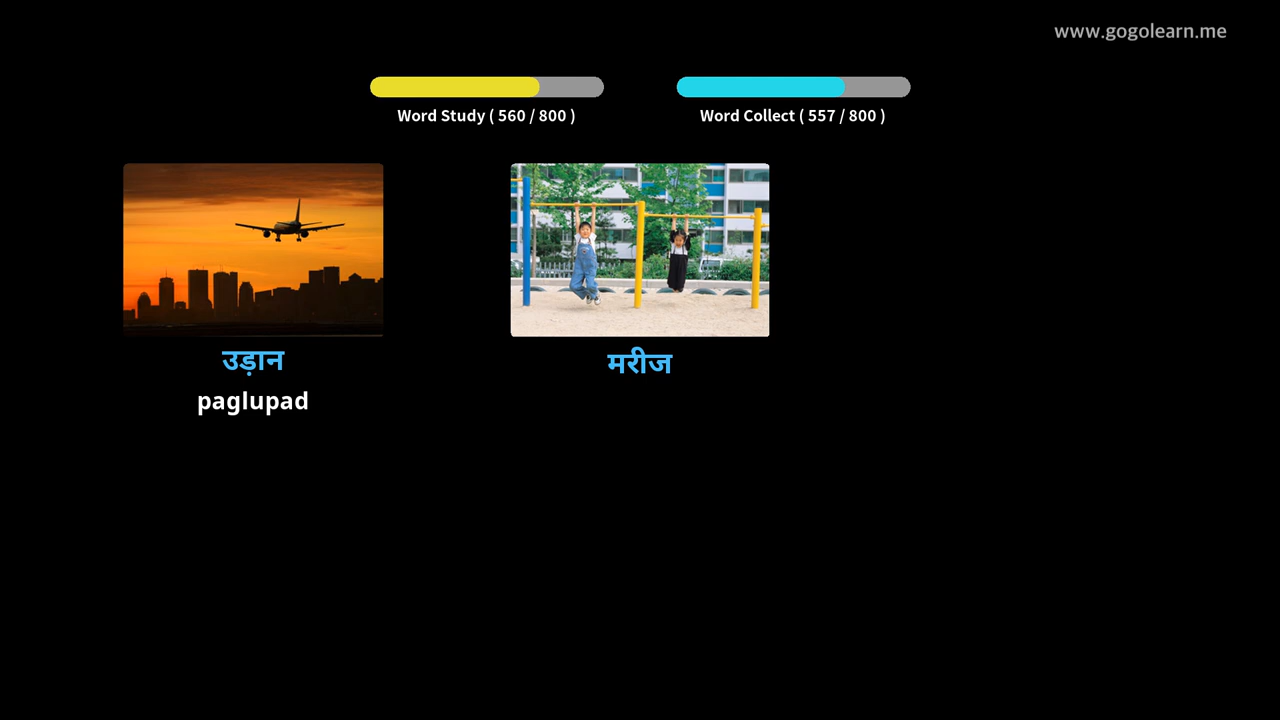 www.gogolearn.me
Word Study ( 560 / 800 )
Word Collect ( 557 / 800 )
उड़ान
paglupad
मरीज